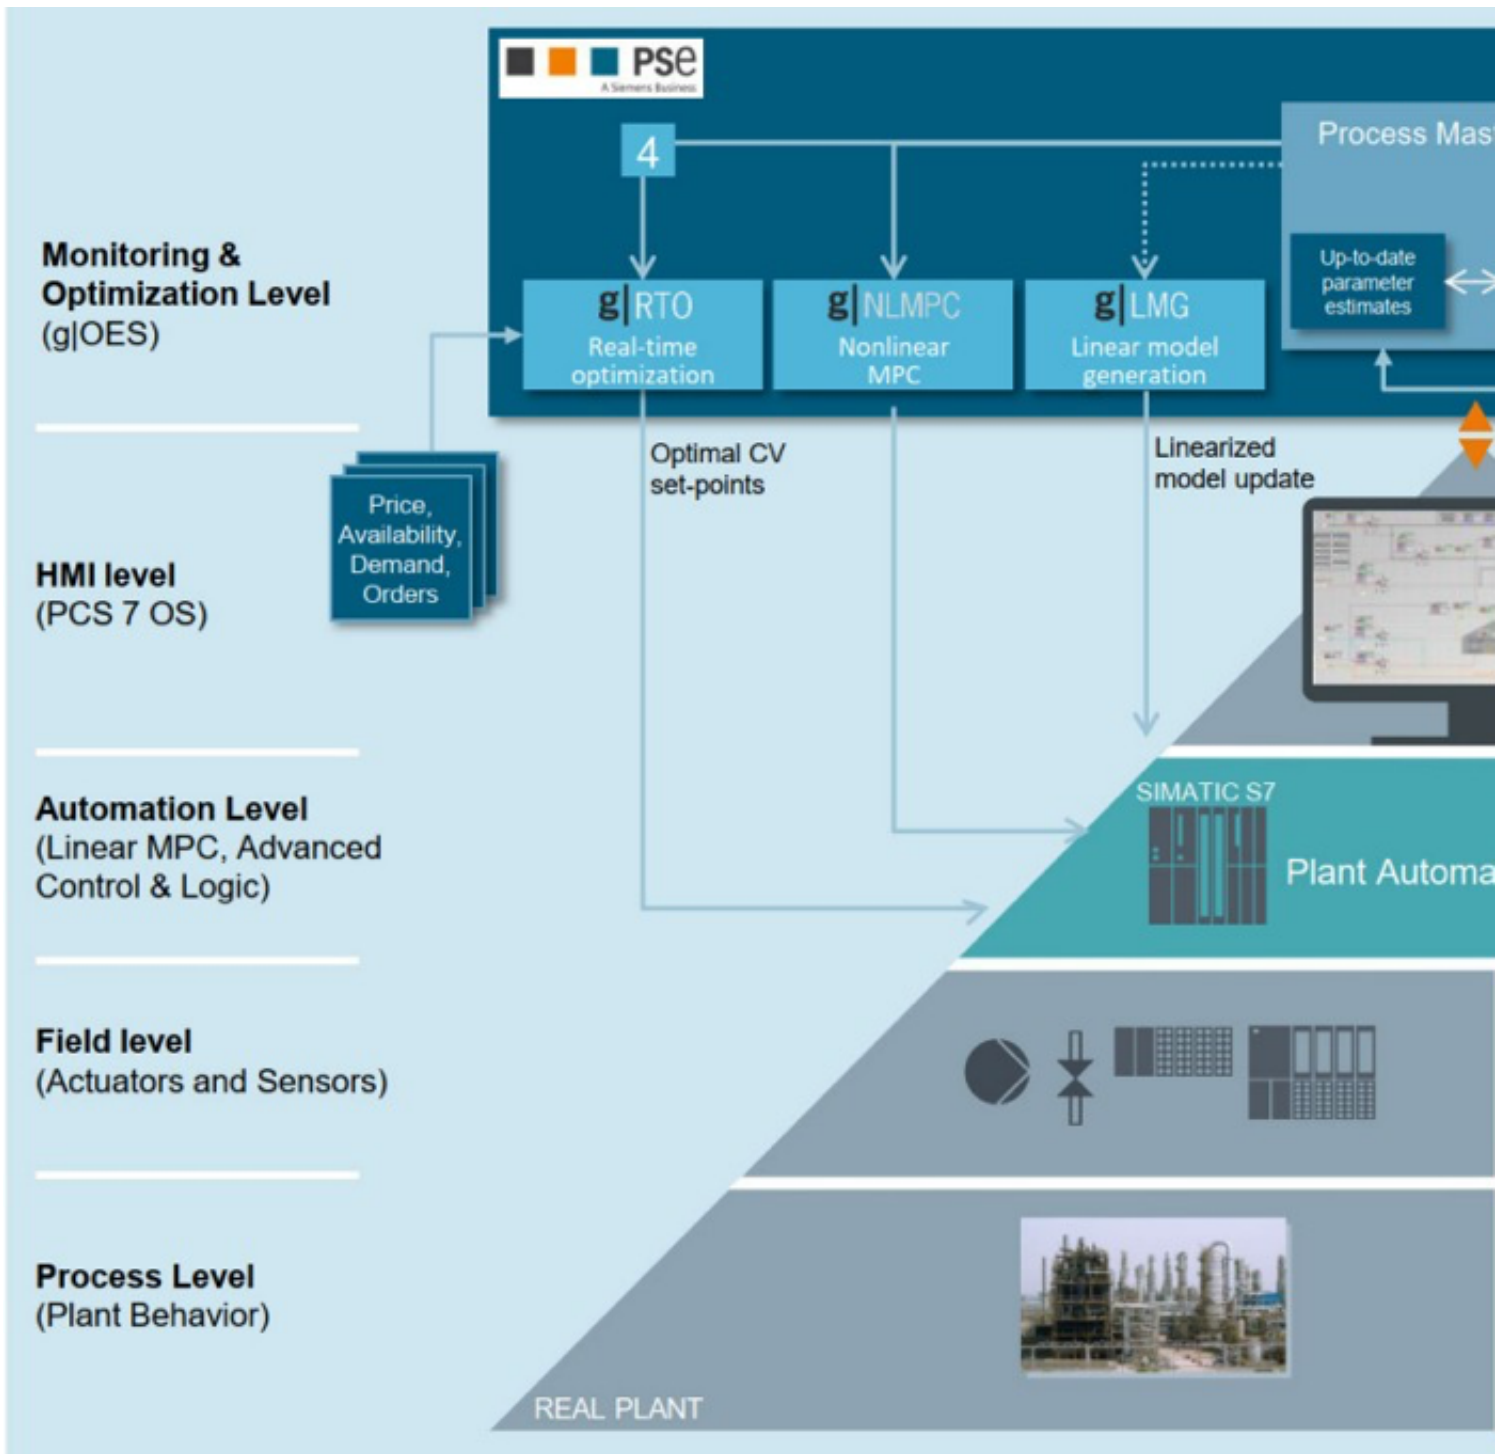 PSe
A Siemens Business
4
Process Mas
Monitoring &
Optimization Level
(g|OES)
Up-to-date
parameter
estimates
g|RTO
Real-time
optimization
g|NLMPC
Nonlinear
MPC
g|LMG
Linear model
generation
Optimal CV
set-points
Linearized
model update
Price,
Availability,
Demand,
Orders
HMI level
(PCS 7 OS)
Automation Level
(Linear MPC, Advanced
Control & Logic)
SIMATIC S7
Plant Automa
Field level
(Actuators and Sensors)
Process Level
(Plant Behavior)
REAL PLANT